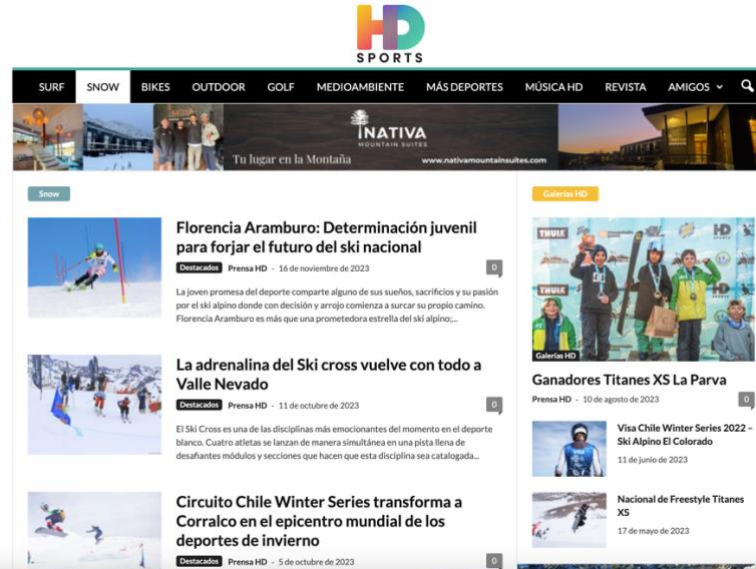 HD
SPORTS
SURF SNOW BIKES OUTDOOR GOLF MEDIOAMBIENTE MÁS DEPORTES MÚSICA HD REVISTA AMIGOS
NATIVA
MOUNTAIN SUITES
Tu lugar en la Montaña
www.nativamountainsuites.com
Snow
Florencia Aramburo: Determinación juvenil
para forjar el futuro del ski nacional
Destacados Prensa HD - 16 de noviembre de 2023 0
La joven promesa del deporte comparte alguno de sus sueños, sacrificios y su pasión
por el ski alpino donde con decisión y arrojo comienza a surcar su propio camino.
Florencia Aramburo es más que una prometedora estrella del ski alpino;...
La adrenalina del Ski cross vuelve con todo a
Valle Nevado
Destacados Prensa HD - 11 de octubre de 2023 0
El Ski Cross es una de las disciplinas más emocionantes del momento en el deporte
blanco. Cuatro atletas se lanzan de manera simultánea en una pista llena de
desafiantes módulos y secciones que hacen que esta disciplina sea catalogada...
Circuito Chile Winter Series transforma a
Corralco en el epicentro mundial de los
deportes de invierno
Destacados Prensa HD - 5 de octubre de 2023 0
Galerías HD
THULE
HD
THULE
HD
Galerías HD
Ganadores Titanes XS La Parva
Prensa HD - 10 de agosto de 2023 0
Visa Chile Winter Series 2022 –
Ski Alpino El Colorado
11 de junio de 2023
Nacional de Freestyle Titanes
XS
17 de mayo de 2023